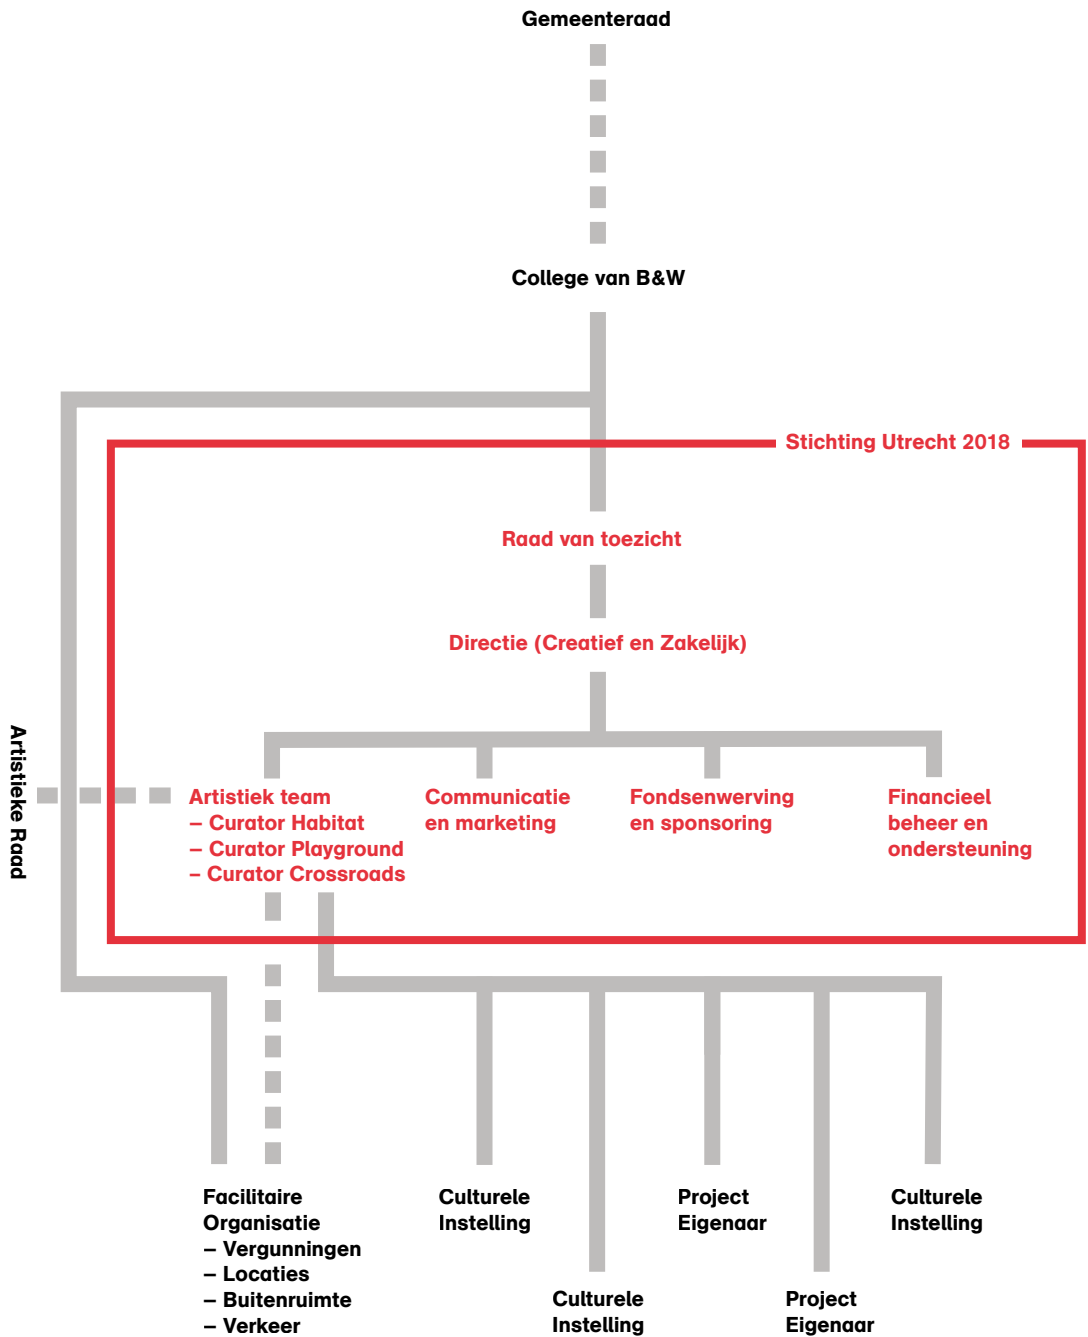 Gemeenteraad
College van B&W
Stichting Utrecht 2018
Raad van toezicht
Directie (Creatief en Zakelijk)
Artistieke Raad
Artistiek team
– Curator Habitat
– Curator Playground
– Curator Crossroads
Communicatie
en marketing
Fondsenwerving
en sponsoring
Financieel
beheer en
ondersteuning
Facilitaire
Organisatie
– Vergunningen
– Locaties
– Buitenruimte
– Verkeer
Culturele
Instelling
Culturele
Instelling
Project
Eigenaar
Project
Eigenaar
Culturele
Instelling